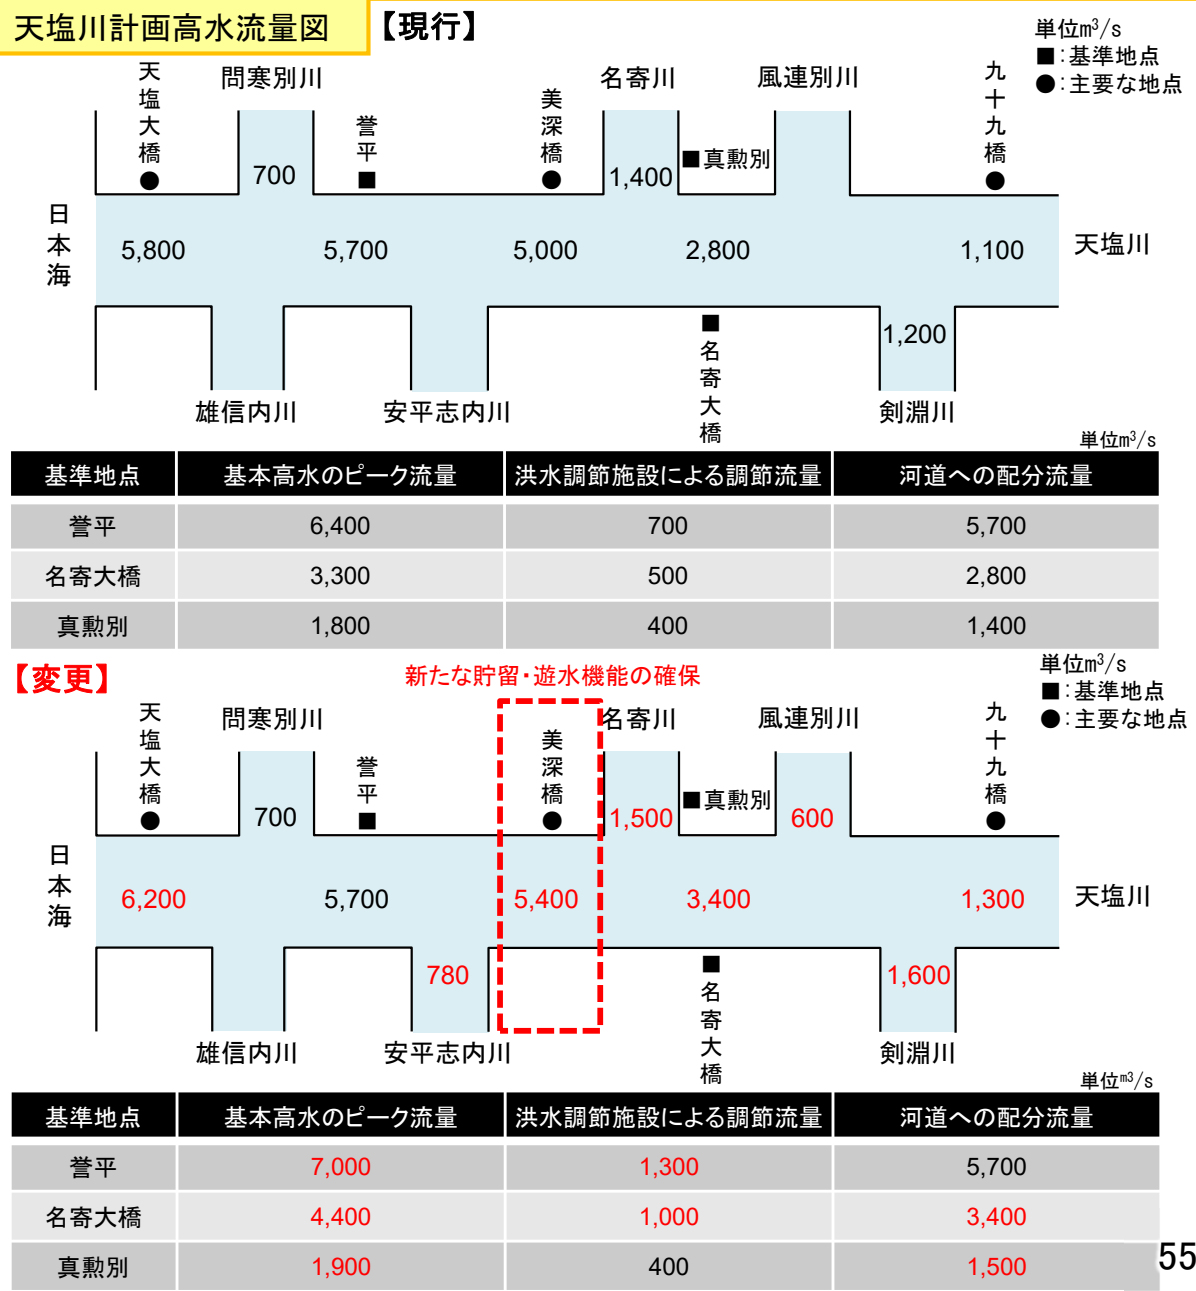 天塩川計画高水流量図
【現行】
単位m³/s
■:基準地点
●:主要な地点
天塩大橋
問寒別川
誉平
美深橋
名寄川
■真勲別
風連別川
九十九橋
700
1,400
日本海
5,800
5,700
5,000
2,800
1,100
天塩川
1,200
雄信内川
安平志内川
名寄大橋
剣淵川
単位m³/s
基準地点 基本高水のピーク流量 洪水調節施設による調節流量 河道への配分流量
誉平 6,400 700 5,700
名寄大橋 3,300 500 2,800
真勲別 1,800 400 1,400
【変更】
新たな貯留・遊水機能の確保
単位m³/s
■:基準地点
●:主要な地点
天塩大橋
問寒別川
誉平
美深橋
名寄川
■真勲別
風連別川
九十九橋
700
1,500
600
日本海
6,200
5,700
5,400
3,400
1,300
天塩川
780
1,600
雄信内川
安平志内川
名寄大橋
剣淵川
単位m³/s
基準地点 基本高水のピーク流量 洪水調節施設による調節流量 河道への配分流量
誉平 7,000 1,300 5,700
名寄大橋 4,400 1,000 3,400
真勲別 1,900 400 1,500
55